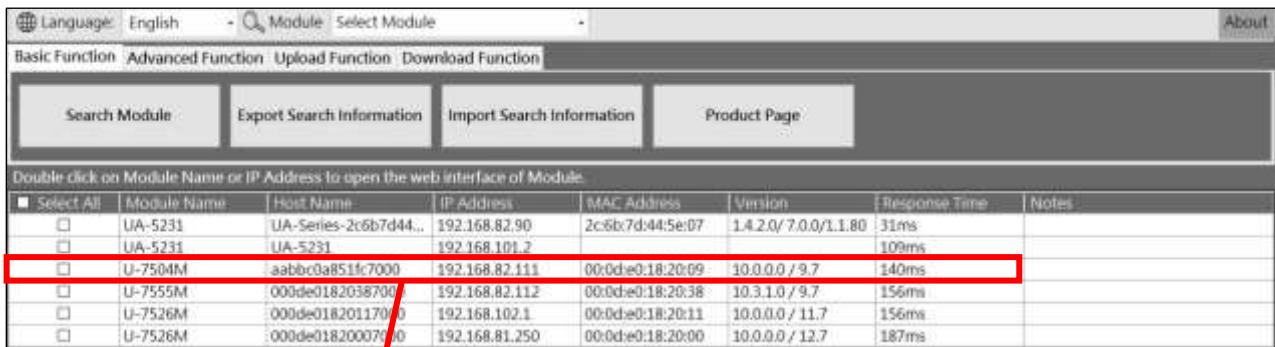 Language: English Module Select Module About
Basic Function Advanced Function Upload Function Download Function
Search Module Export Search Information Import Search Information Product Page
Double click on Module Name or IP Address to open the web interface of Module.
Select All Module Name Host Name IP Address MAC Address Version Response Time Notes
UA-5231 UA-Series-2c6b7d44... 192.168.82.90 2c:6b:7d:44:5e:07 1.4.2.0/ 7.0.0/1.1.80 31ms
UA-5231 UA-5231 192.168.101.2 109ms
U-7504M aabbc0a851fc7000 192.168.82.111 00:0d:e0:18:20:09 10.0.0.0 / 9.7 140ms
U-7555M 192.168.82.112 00:0d:e0:18:20:38 10.3.1.0 / 9.7 156ms
U-7526M 192.168.102.1 00:0d:e0:18:20:11 10.0.0.0 / 11.7 156ms
U-7526M 192.168.81.250 00:0d:e0:18:20:00 10.0.0.0 / 12.7 187ms